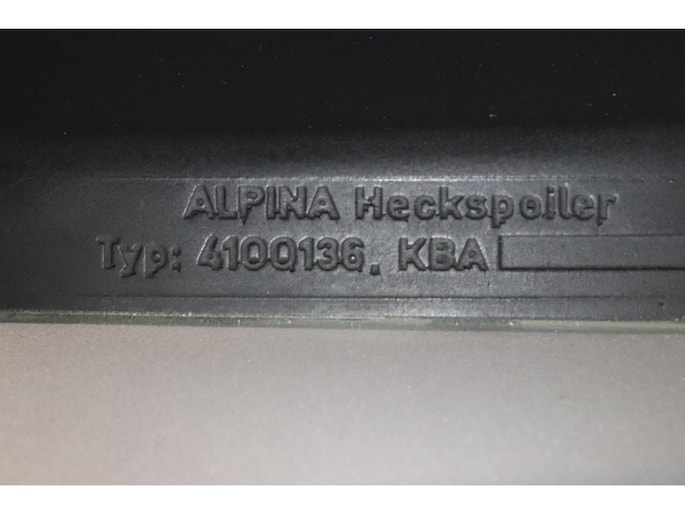 ALPINA Heckspoiler
Typ: 4100136. KBA